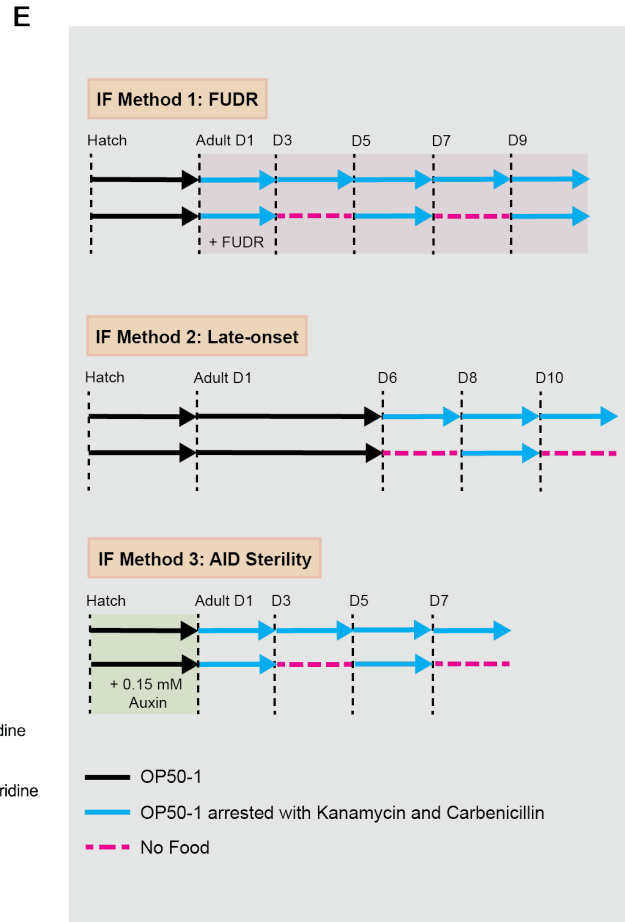 E
IF Method 1: FUDR
Hatch Adult D1 D3 D5 D7 D9
+ FUDR
IF Method 2: Late-onset
Hatch Adult D1 D6 D8 D10
IF Method 3: AID Sterility
Hatch Adult D1 D3 D5 D7
+ 0.15 mM
Auxin
dine
OP50-1
ridine
OP50-1 arrested with Kanamycin and Carbenicillin
No Food